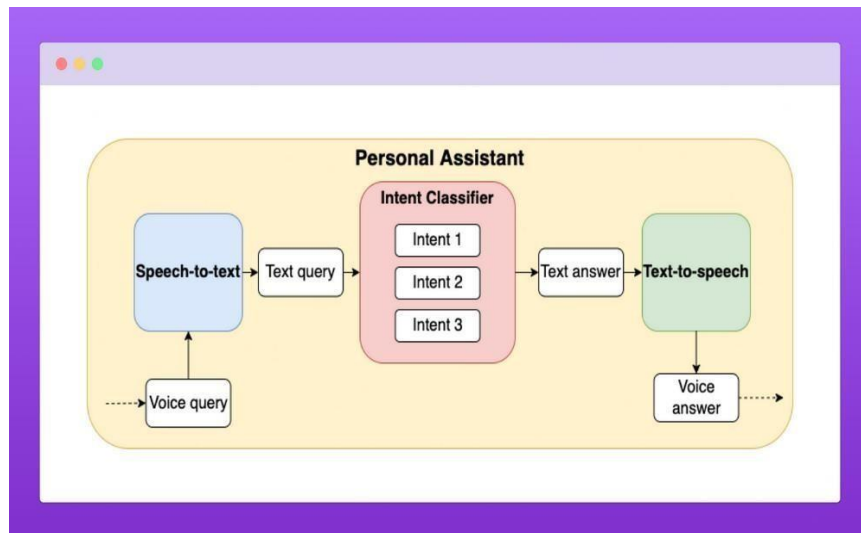 Personal Assistant
Intent Classifier
Intent 1
Speech-to-text
Text query
Intent 2
Text answer
Text-to-speech
Intent 3
Voice query
Voice
answer